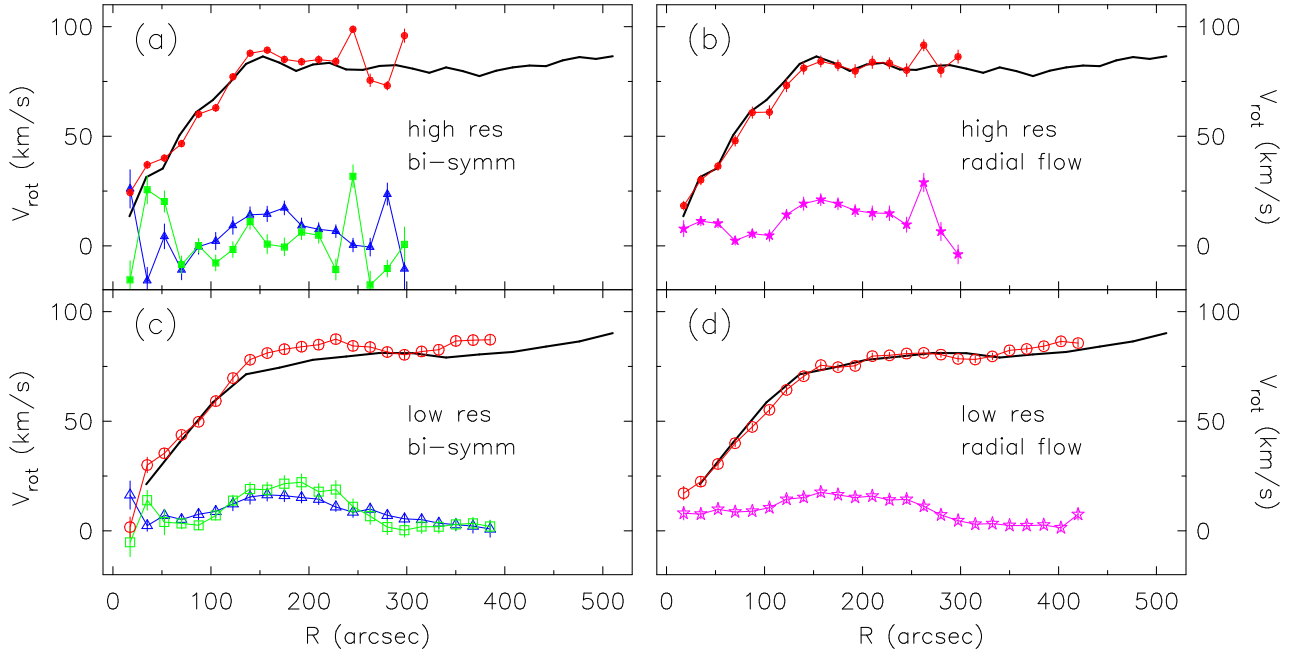 (a)
(b)
100
100
50
50
0
0
V_rot (km/s)
V_rot (km/s)
high res
bi-symm
high res
radial flow
(c)
(d)
100
100
50
50
0
0
V_rot (km/s)
V_rot (km/s)
low res
bi-symm
low res
radial flow
0 100 200 300 400 500
0 100 200 300 400 500
R (arcsec)
R (arcsec)